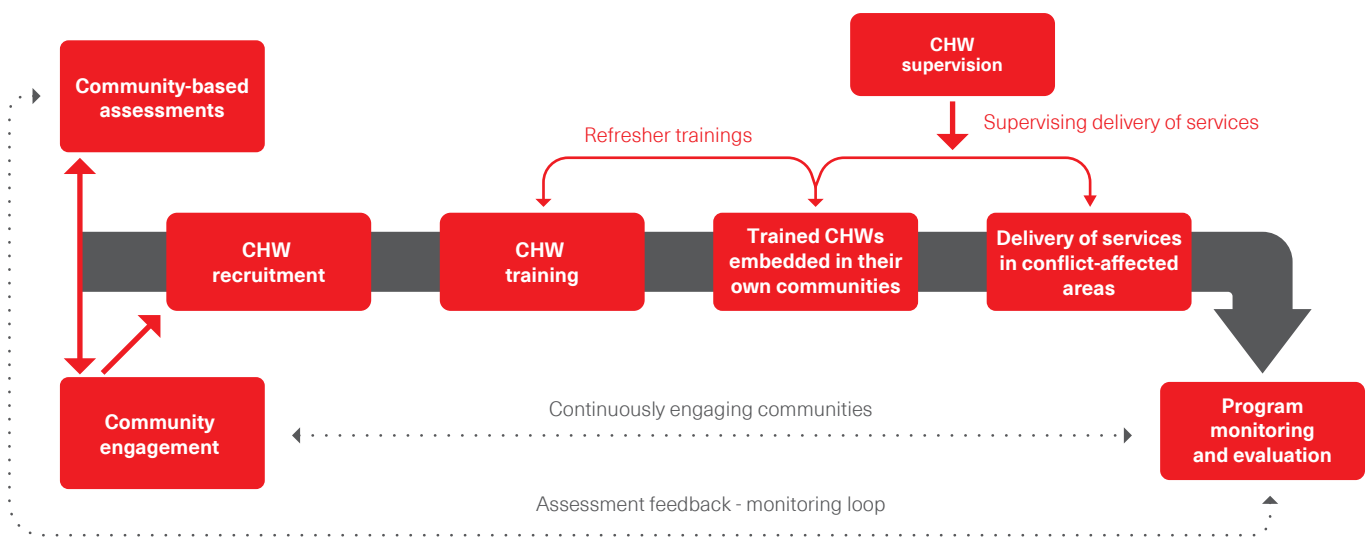 CHW
supervision
Community-based
assessments
Supervising delivery of services
Refresher trainings
CHW
recruitment
CHW
training
Trained CHWs
embedded in their
own communities
Delivery of services
in conflict-affected
areas
Community
engagement
Continuously engaging communities
Program
monitoring
and evaluation
Assessment feedback - monitoring loop